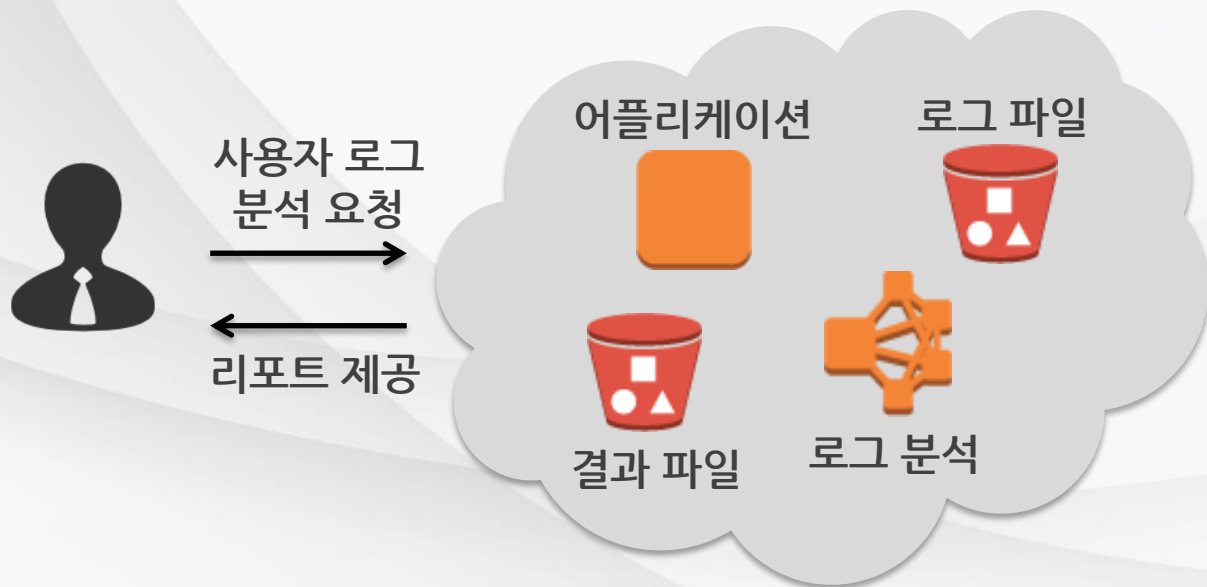 사용자 로그
분석 요청
리포트 제공
어플리케이션
로그 파일
결과 파일
로그 분석